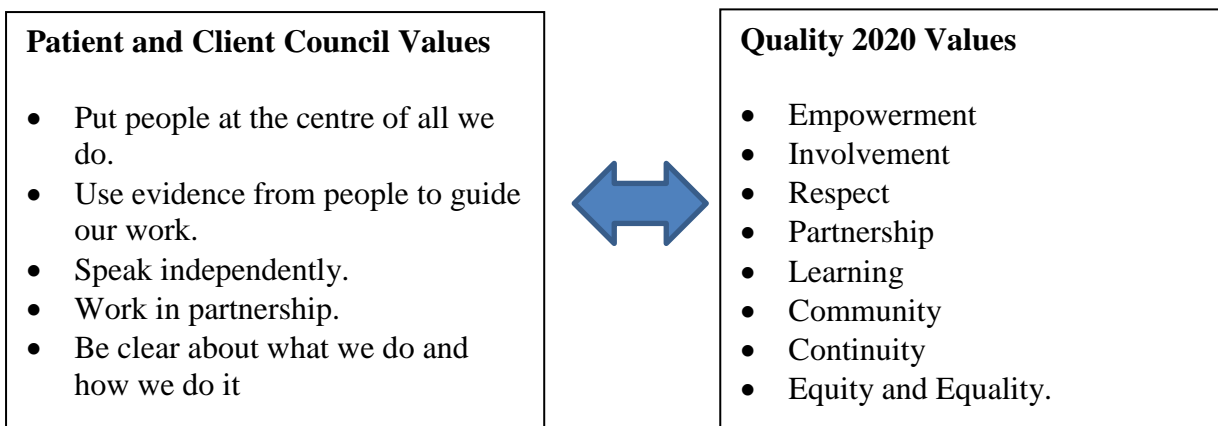 Patient and Client Council Values
• Put people at the centre of all we
do.
• Use evidence from people to guide
our work.
• Speak independently.
• Work in partnership.
• Be clear about what we do and
how we do it
Quality 2020 Values
• Empowerment
• Involvement
• Respect
• Partnership
• Learning
• Community
• Continuity
• Equity and Equality.